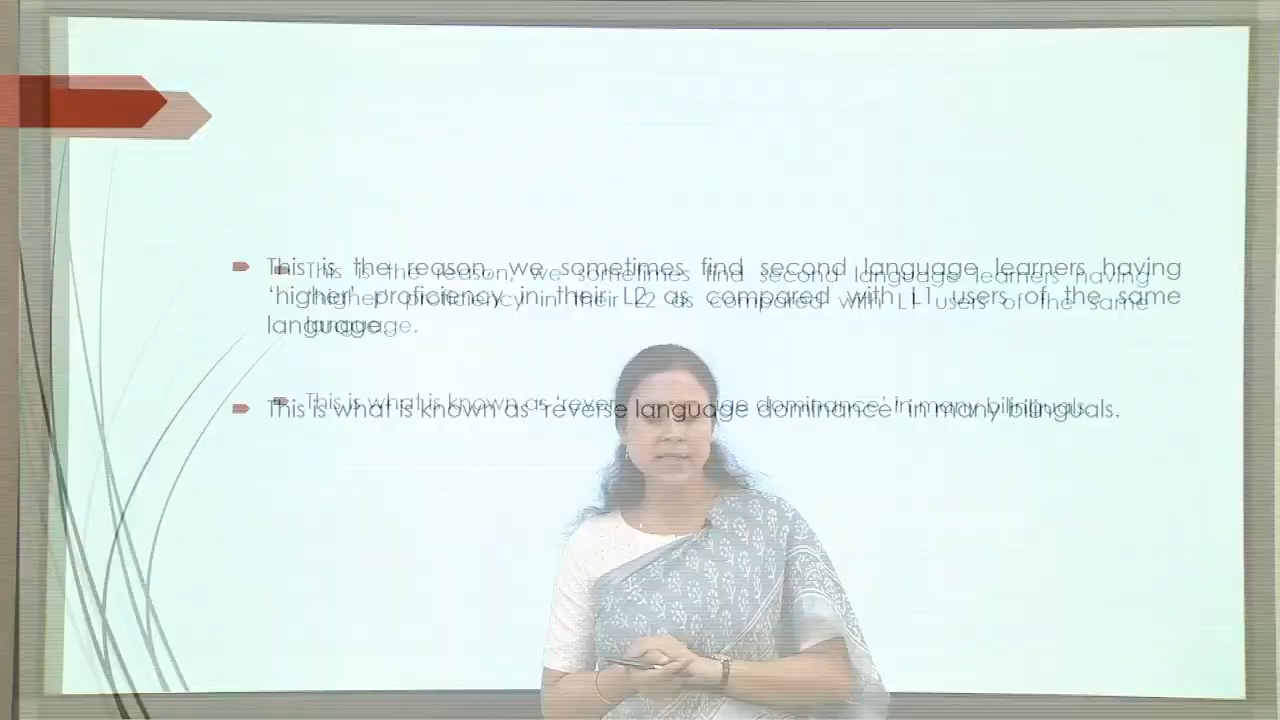 This is the reason, we sometimes find second language learners having
'higher' proficiency in their L2 as compared with L1 users of the same
language.
This is what is known as 'reverse language dominance' in many bilinguals.